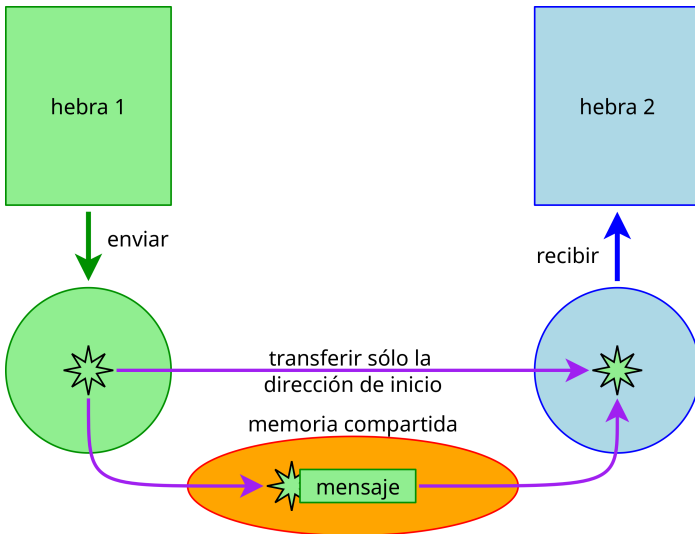 hebra 1
hebra 2
enviar
recibir
transferir sólo la
dirección de inicio
memoria compartida
mensaje